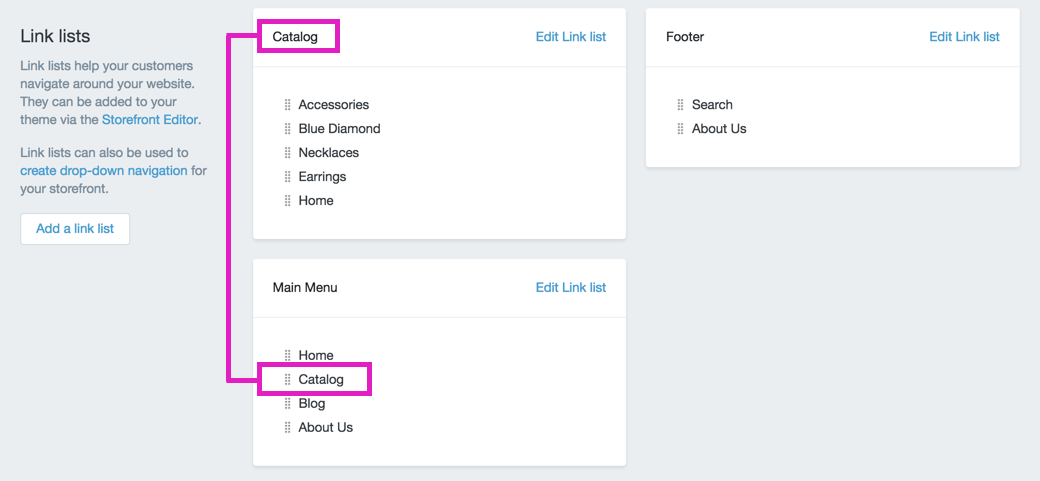 Link lists
Link lists help your customers
navigate around your website.
They can be added to your
theme via the Storefront Editor.
Link lists can also be used to
create drop-down navigation for
your storefront.
Add a link list
Catalog
Edit Link list
Accessories
Blue Diamond
Necklaces
Earrings
Home
Main Menu
Edit Link list
Home
Catalog
Blog
About Us
Footer
Edit Link list
Search
About Us